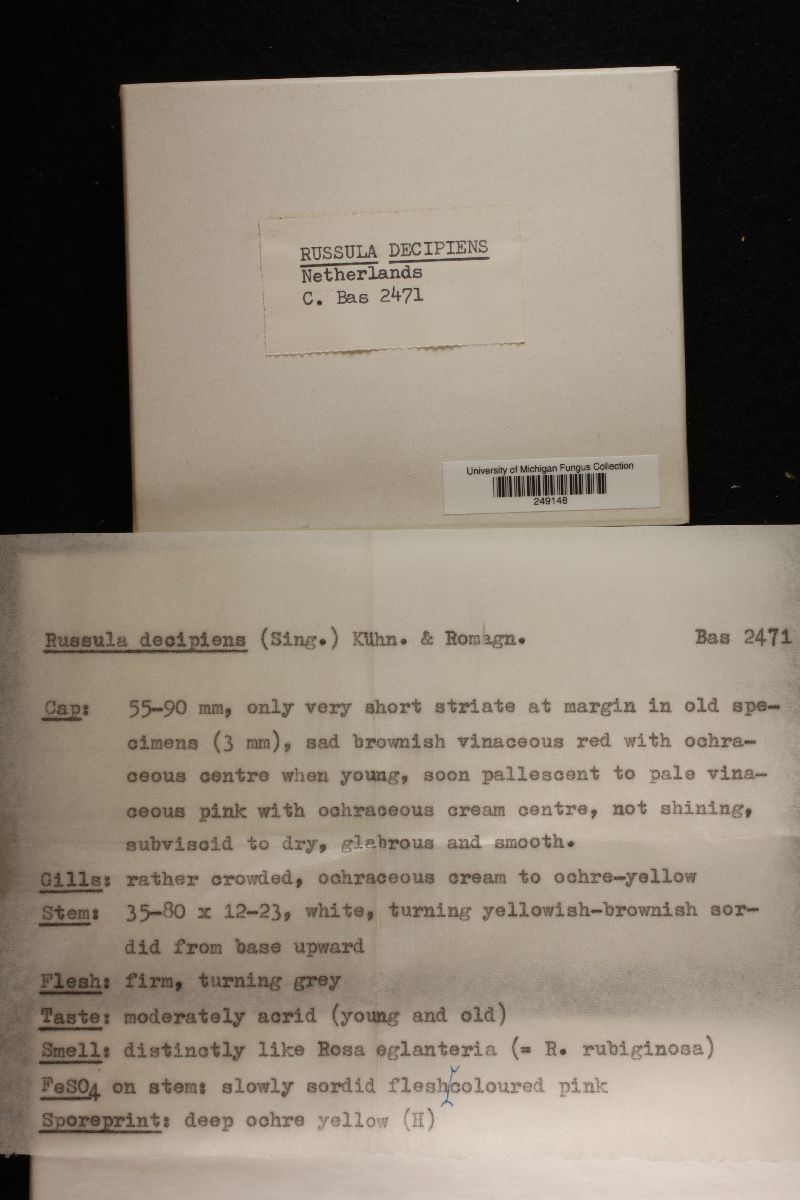 RUSSULA DECIPIENS
Netherlands
C. Bas 2471
University of Michigan Fungus Collection
249148
Russula decipiens (Sing.) Kühn. & Romagn. Bas 2471
Cap: 55-90 mm, only very short striate at margin in old spe-
cimens (3 mm), sad brownish vinaceous red with ochra-
ceous centre when young, soon pallescent to pale vina-
ceous pink with ochraceous cream centre, not shining,
subviscid to dry, glabrous and smooth.
Gills: rather crowded, ochraceous cream to ochre-yellow
Stem: 35-80 x 12-23, white, turning yellowish-brownish sor-
did from base upward
Flesh: firm, turning grey
Taste: moderately acrid (young and old)
Smell: distinctly like Rosa eglanteria (= R. rubiginosa)
FeSO4 on stem: slowly sordid flesh coloured pink
Sporeprint: deep ochre yellow (H)